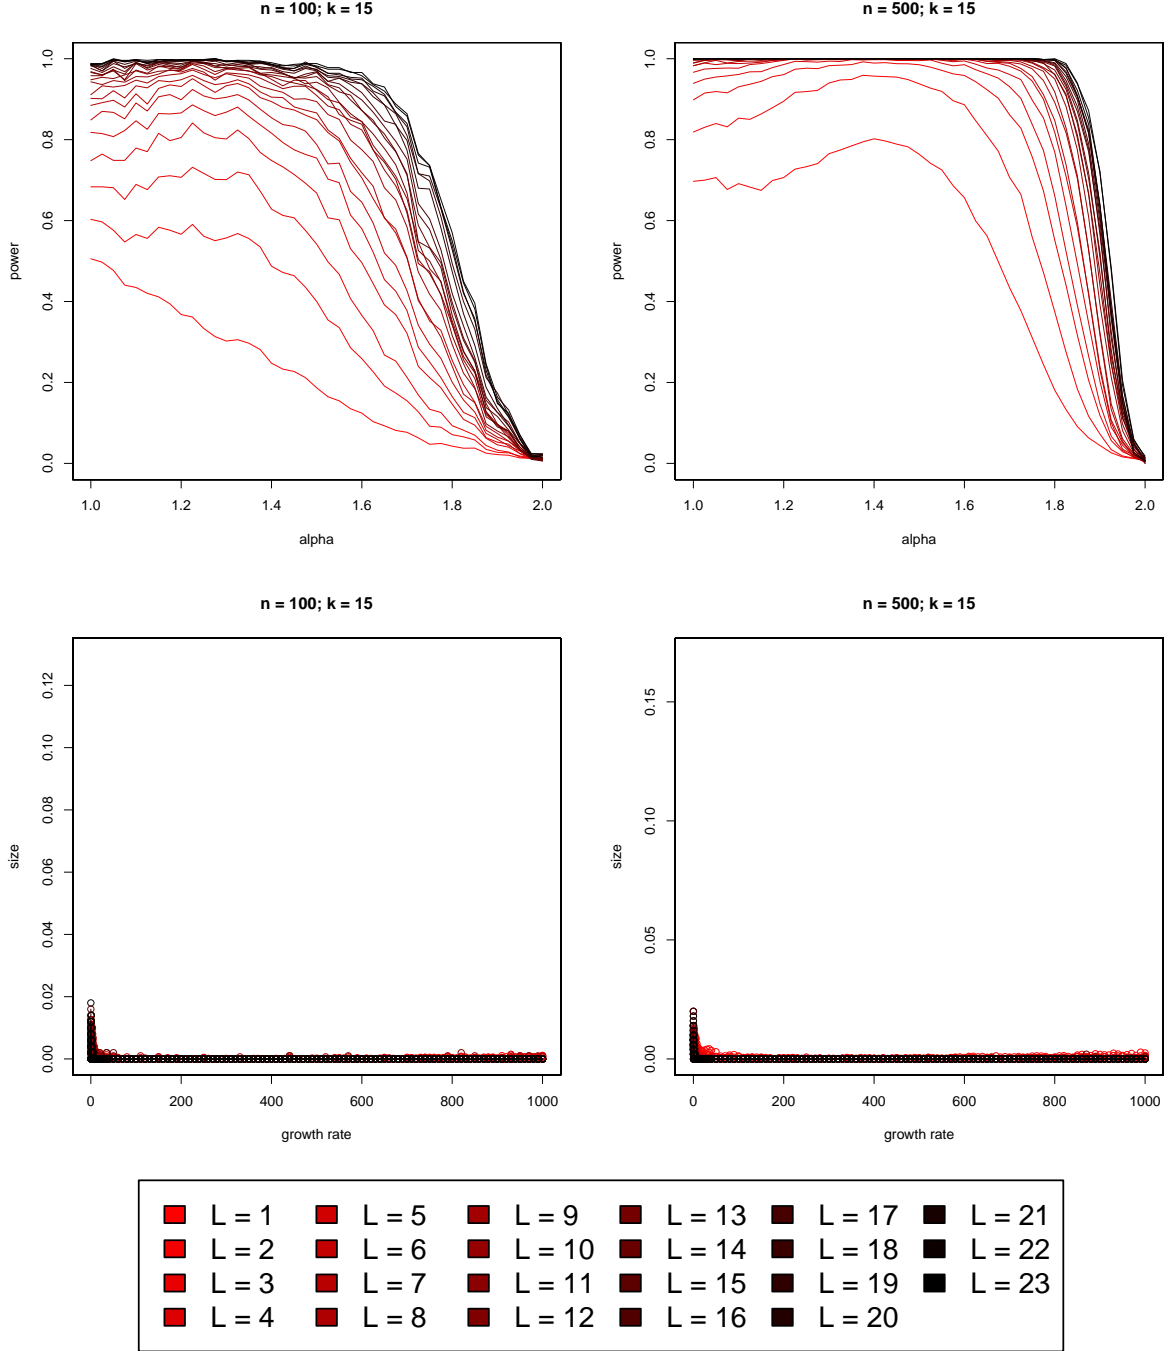 n = 100; k = 15
n = 500; k = 15
power
1.0
0.8
0.6
0.4
0.2
0.0
1.0 1.2 1.4 1.6 1.8 2.0
alpha
power
1.0
0.8
0.6
0.4
0.2
0.0
1.0 1.2 1.4 1.6 1.8 2.0
alpha
n = 100; k = 15
n = 500; k = 15
size
0.12
0.10
0.08
0.06
0.04
0.02
0.00
0 200 400 600 800 1000
growth rate
size
0.15
0.10
0.05
0.00
0 200 400 600 800 1000
growth rate
L = 1 L = 5 L = 9 L = 13 L = 17 L = 21
L = 2 L = 6 L = 10 L = 14 L = 18 L = 22
L = 3 L = 7 L = 11 L = 15 L = 19 L = 23
L = 4 L = 8 L = 12 L = 16 L = 20